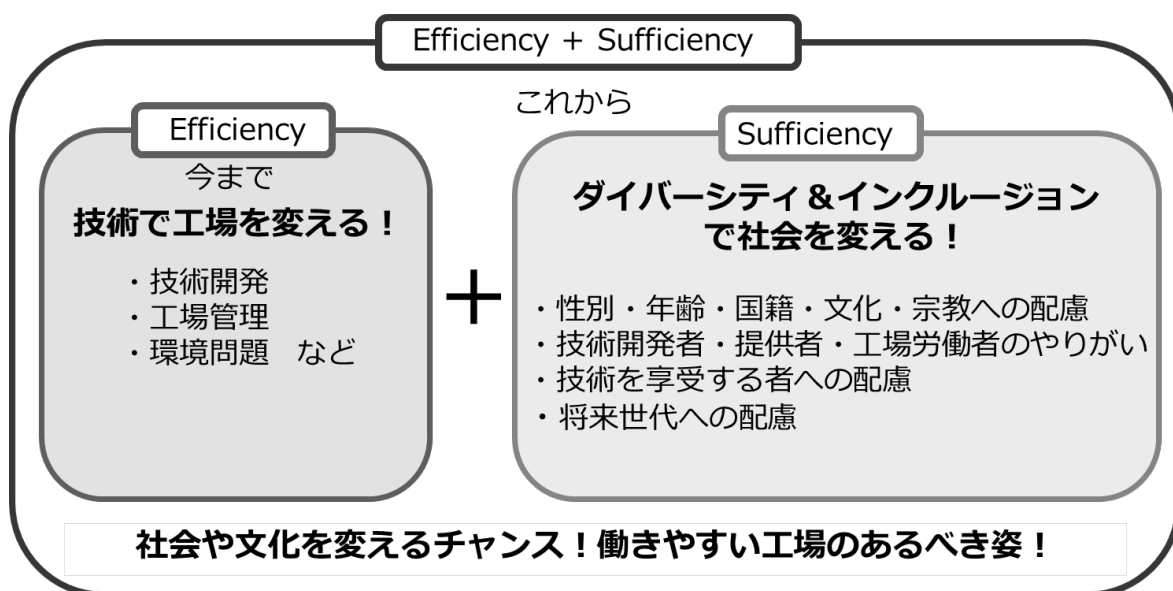 Efficiency + Sufficiency
これから
Efficiency
今まで
技術で工場を変える！
・技術開発
・工場管理
・環境問題　など
＋
Sufficiency
ダイバーシティ＆インクルージョン
で社会を変える！
・性別・年齢・国籍・文化・宗教への配慮
・技術開発者・提供者・工場労働者のやりがい
・技術を享受する者への配慮
・将来世代への配慮
社会や文化を変えるチャンス！働きやすい工場のあるべき姿！